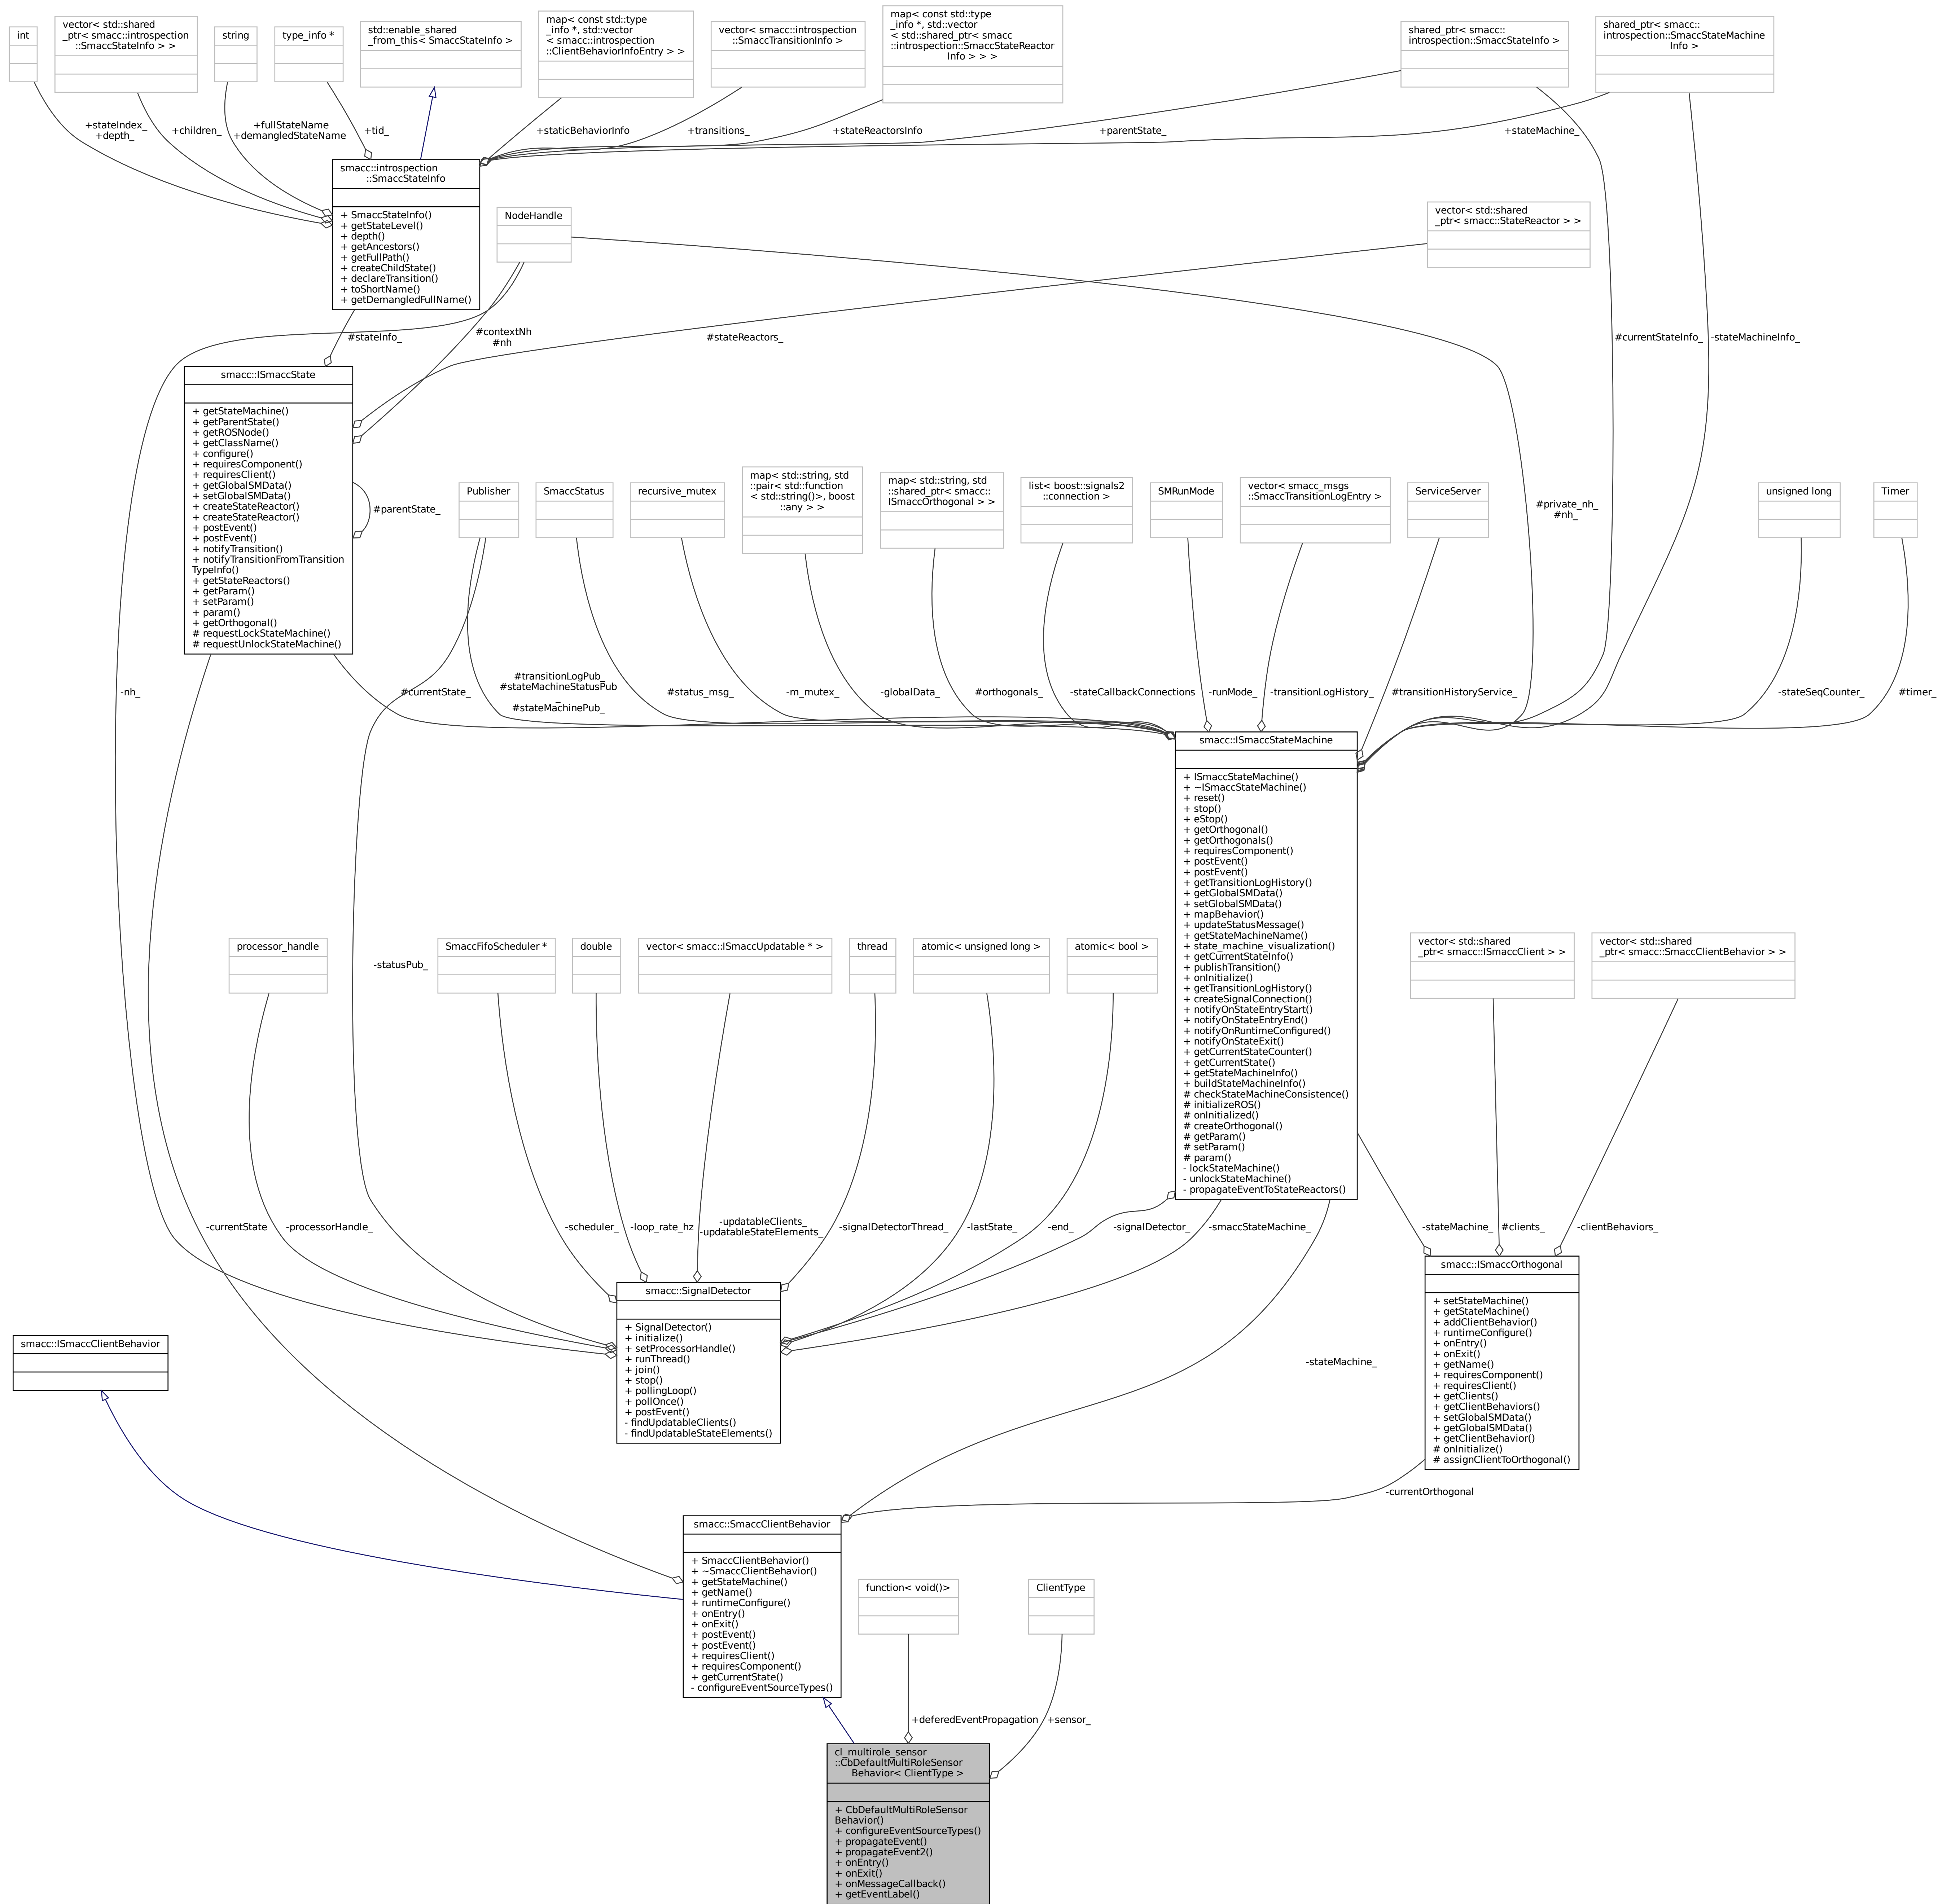 int
vector< std::shared
_ptr< smacc::introspection
::SmaccStateInfo > >
string
type_info *
std::enable_shared
_from_this< SmaccStateInfo >
map< const std::type
_info *, std::vector
< smacc::introspection
::ClientBehaviorInfoEntry > >
vector< smacc::introspection
::SmaccTransitionInfo >
map< const std::type
_info *, std::vector
< std::shared_ptr< smacc
::introspection::SmaccStateReactor
Info > > >
shared_ptr< smacc::
introspection::SmaccStateInfo >
shared_ptr< smacc::
introspection::SmaccStateMachine
Info >
+stateIndex_
+depth_
+children_
+fullStateName
+demangledStateName
+tid_
+staticBehaviorInfo
+transitions_
+stateReactorsInfo
+parentState_
+stateMachine_
smacc::introspection
::SmaccStateInfo
+ SmaccStateInfo()
+ getStateLevel()
+ depth()
+ getAncestors()
+ getFullPath()
+ createChildState()
+ declareTransition()
+ toShortName()
+ getDemangledFullName()
NodeHandle
vector< std::shared
_ptr< smacc::StateReactor > >
#stateInfo_
#contextNh
#nh
#stateReactors_
#currentStateInfo_
-stateMachineInfo_
smacc::ISmaccState
+ getStateMachine()
+ getParentState()
+ getROSNode()
+ getClassName()
+ configure()
+ requiresComponent()
+ requiresClient()
+ getGlobalSMData()
+ setGlobalSMData()
+ createStateReactor()
+ createStateReactor()
+ postEvent()
+ postEvent()
+ notifyTransition()
+ notifyTransitionFromTransition
TypeInfo()
+ getStateReactors()
+ getParam()
+ setParam()
+ param()
+ getOrthogonal()
# requestLockStateMachine()
# requestUnlockStateMachine()
#parentState_
Publisher
SmaccStatus
recursive_mutex
map< std::string, std
::pair< std::function
< std::string()>, boost
::any > >
map< std::string, std
::shared_ptr< smacc::
ISmaccOrthogonal > >
list< boost::signals2
::connection >
SMRunMode
vector< smacc_msgs
::SmaccTransitionLogEntry >
ServiceServer
#private_nh_
#nh_
unsigned long
Timer
-nh_
#currentState_
#transitionLogPub_
#stateMachineStatusPub
_
#stateMachinePub_
#status_msg_
-m_mutex_
-globalData_
#orthogonals_
-stateCallbackConnections
-runMode_
-transitionLogHistory_
#transitionHistoryService_
-stateSeqCounter_
#timer_
smacc::ISmaccStateMachine
+ ISmaccStateMachine()
+ ~ISmaccStateMachine()
+ reset()
+ stop()
+ eStop()
+ getOrthogonal()
+ getOrthogonals()
+ requiresComponent()
+ postEvent()
+ postEvent()
+ getTransitionLogHistory()
+ getGlobalSMData()
+ setGlobalSMData()
+ mapBehavior()
+ updateStatusMessage()
+ getStateMachineName()
+ state_machine_visualization()
+ getCurrentStateInfo()
+ publishTransition()
+ onInitialize()
+ getTransitionLogHistory()
+ createSignalConnection()
+ notifyOnStateEntryStart()
+ notifyOnStateEntryEnd()
+ notifyOnRuntimeConfigured()
+ notifyOnStateExit()
+ getCurrentStateCounter()
+ getCurrentState()
+ getStateMachineInfo()
+ buildStateMachineInfo()
# checkStateMachineConsistence()
# initializeROS()
# onInitialized()
# createOrthogonal()
# getParam()
# setParam()
# param()
- lockStateMachine()
- unlockStateMachine()
- propagateEventToStateReactors()
processor_handle
-statusPub_
SmaccFifoScheduler *
double
vector< smacc::ISmaccUpdatable * >
thread
atomic< unsigned long >
atomic< bool >
vector< std::shared
_ptr< smacc::ISmaccClient > >
vector< std::shared
_ptr< smacc::SmaccClientBehavior > >
-currentState
-processorHandle_
-scheduler_
-loop_rate_hz
-updatableClients_
-updatableStateElements_
-signalDetectorThread_
-lastState_
-end_
-signalDetector_
-smaccStateMachine_
-stateMachine_
#clients_
-clientBehaviors_
smacc::SignalDetector
+ SignalDetector()
+ initialize()
+ setProcessorHandle()
+ runThread()
+ join()
+ stop()
+ pollingLoop()
+ pollOnce()
+ postEvent()
- findUpdatableClients()
- findUpdatableStateElements()
smacc::ISmaccOrthogonal
+ setStateMachine()
+ getStateMachine()
+ addClientBehavior()
+ runtimeConfigure()
+ onEntry()
+ onExit()
+ getName()
+ requiresComponent()
+ requiresClient()
+ getClients()
+ getClientBehaviors()
+ setGlobalSMData()
+ getGlobalSMData()
+ getClientBehavior()
# onInitialize()
# assignClientToOrthogonal()
smacc::ISmaccClientBehavior
-stateMachine_
-currentOrthogonal
smacc::SmaccClientBehavior
+ SmaccClientBehavior()
+ ~SmaccClientBehavior()
+ getStateMachine()
+ getName()
+ runtimeConfigure()
+ onEntry()
+ onExit()
+ postEvent()
+ postEvent()
+ requiresClient()
+ requiresComponent()
+ getCurrentState()
- configureEventSourceTypes()
function< void()>
ClientType
+deferedEventPropagation
+sensor_
cl_multirole_sensor
::CbDefaultMultiRoleSensor
Behavior< ClientType >
+ CbDefaultMultiRoleSensor
Behavior()
+ configureEventSourceTypes()
+ propagateEvent()
+ propagateEvent2()
+ onEntry()
+ onExit()
+ onMessageCallback()
+ getEventLabel()